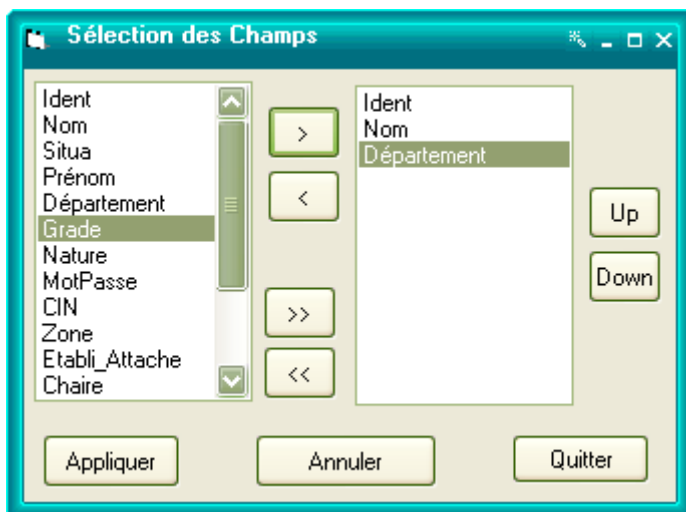 Sélection des Champs
Ident
Nom
Situa
Prénom
Département
Grade
Nature
MotPasse
CIN
Zone
Etabli_Attache
Chaire
>
<
>>
<<
Ident
Nom
Département
Up
Down
Appliquer
Annuler
Quitter